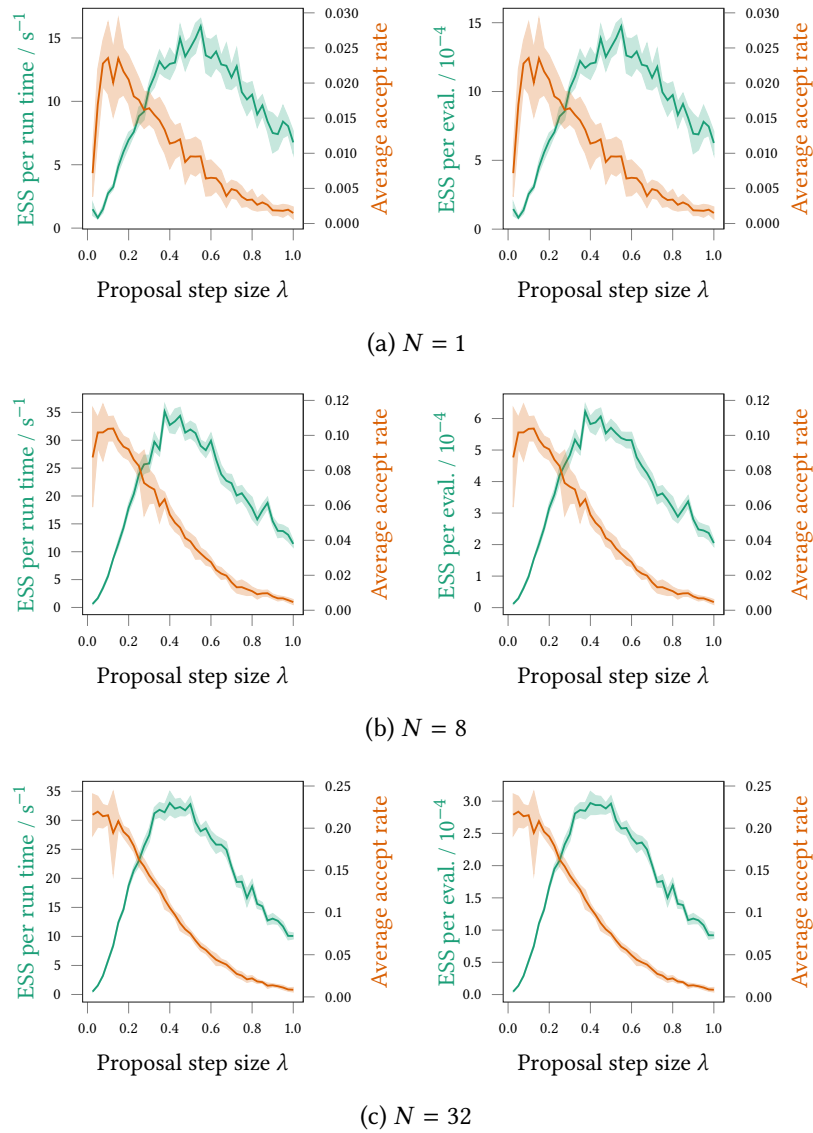 ESS per run time / s⁻¹
15
10
5
0
0.030
0.025
0.020
0.015
0.010
0.005
0.000
Average accept rate
0.0 0.2 0.4 0.6 0.8 1.0
Proposal step size λ
ESS per eval. / 10⁻⁴
15
10
5
0
0.030
0.025
0.020
0.015
0.010
0.005
0.000
Average accept rate
0.0 0.2 0.4 0.6 0.8 1.0
Proposal step size λ
(a) N = 1
ESS per run time / s⁻¹
35
30
25
20
15
10
5
0
0.12
0.10
0.08
0.06
0.04
0.02
0.00
Average accept rate
0.0 0.2 0.4 0.6 0.8 1.0
Proposal step size λ
ESS per eval. / 10⁻⁴
6
5
4
3
2
1
0
0.12
0.10
0.08
0.06
0.04
0.02
0.00
Average accept rate
0.0 0.2 0.4 0.6 0.8 1.0
Proposal step size λ
(b) N = 8
ESS per run time / s⁻¹
35
30
25
20
15
10
5
0
0.25
0.20
0.15
0.10
0.05
0.00
Average accept rate
0.0 0.2 0.4 0.6 0.8 1.0
Proposal step size λ
ESS per eval. / 10⁻⁴
3.0
2.5
2.0
1.5
1.0
0.5
0.0
0.25
0.20
0.15
0.10
0.05
0.00
Average accept rate
0.0 0.2 0.4 0.6 0.8 1.0
Proposal step size λ
(c) N = 32